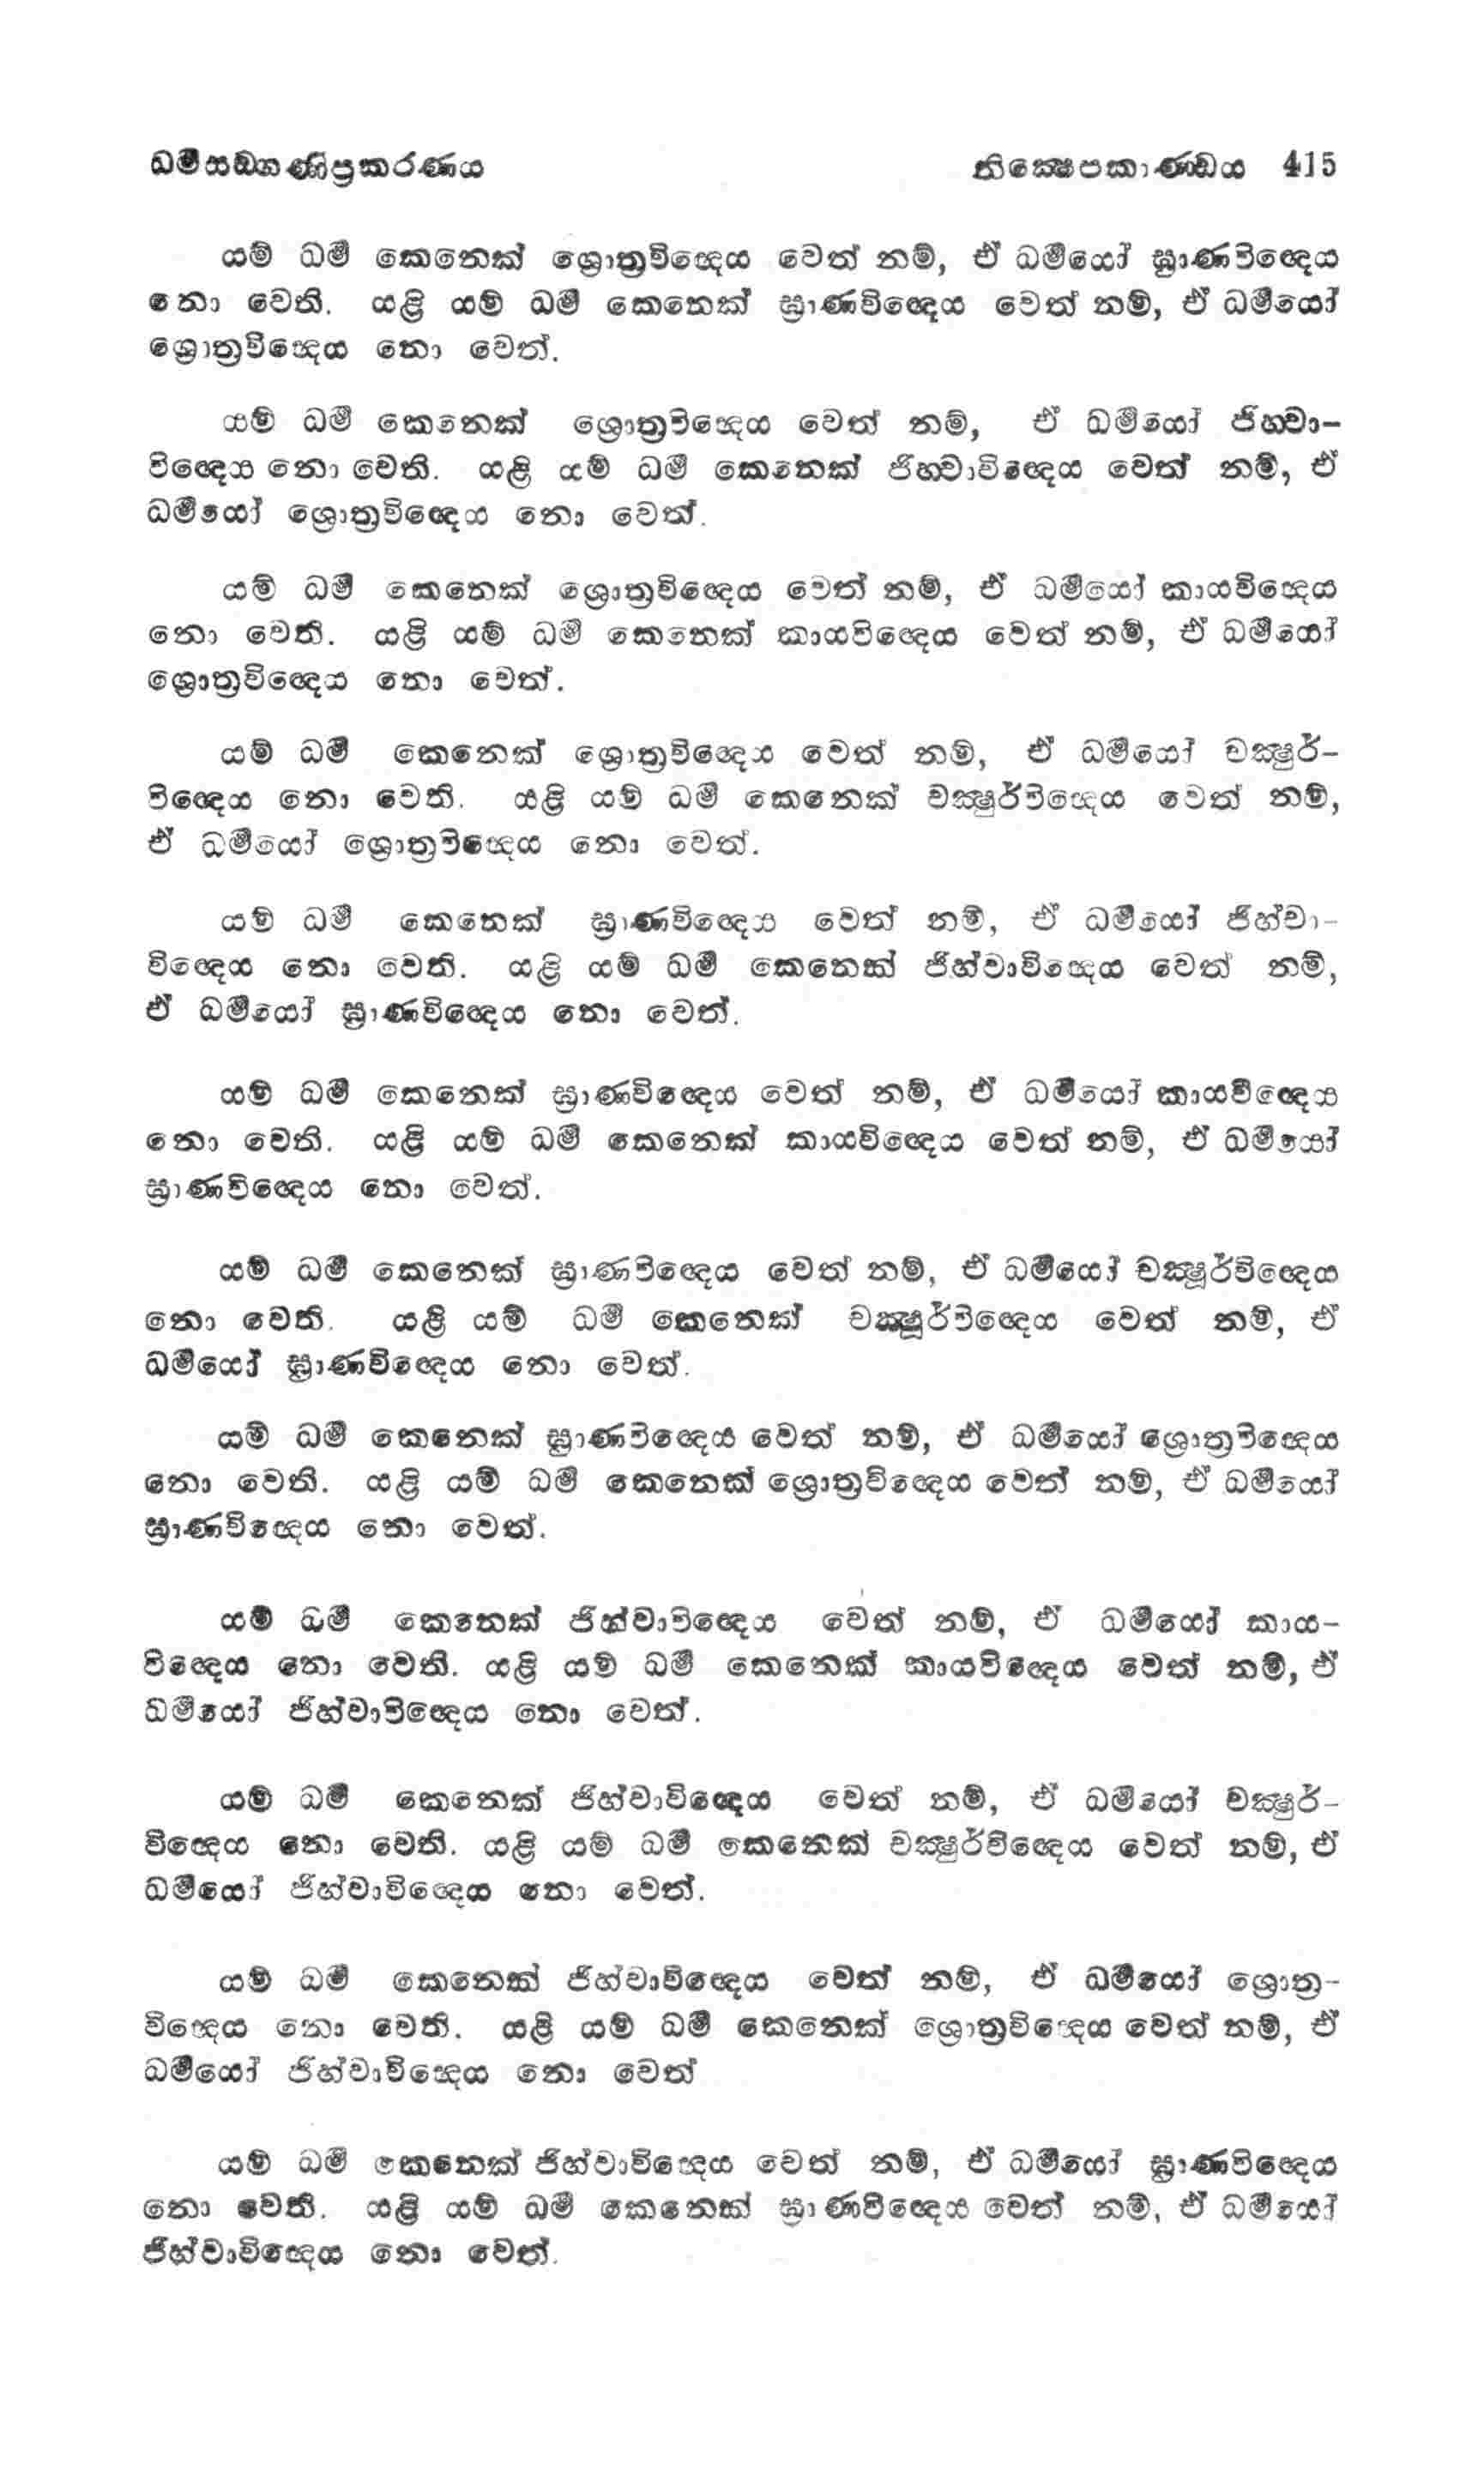 ධර්‍මසඞ්ගණිප්‍රකරණය නික්‍ෂෙපකාණ්ඩය 415
යම් ධර්‍ම කෙනෙක් ශ්‍රොත්‍රවිඥෙය වෙත් නම්, ඒ ධර්‍මයෝ ඝ්‍රාණවිඥෙය
නො වෙති. යළි යම් ධර්‍ම කෙනෙක් ඝ්‍රාණවිඥෙය වෙත් නම්, ඒ ධර්‍මයෝ
ශ්‍රොත්‍රවිඥෙය නො වෙත්.
යම් ධර්‍ම කෙනෙක් ශ්‍රොත්‍රවිඥෙය වෙත් නම්, ඒ ධර්‍මයෝ ජිහ්වා-
විඥෙය නො වෙති. යළි යම් ධර්‍ම කෙනෙක් ජිහ්වාවිඥෙය වෙත් නම්, ඒ
ධර්‍මයෝ ශ්‍රොත්‍රවිඥෙය නො වෙත්.
යම් ධර්‍ම කෙනෙක් ශ්‍රොත්‍රවිඥෙය වෙත් නම්, ඒ ධර්‍මයෝ කායවිඥෙය
නො වෙති. යළි යම් ධර්‍ම කෙනෙක් කායවිඥෙය වෙත් නම්, ඒ ධර්‍මයෝ
ශ්‍රොත්‍රවිඥෙය නො වෙත්.
යම් ධර්‍ම කෙනෙක් ශ්‍රොත්‍රවිඥෙය වෙත් නම්, ඒ ධර්‍මයෝ චක්‍ෂුර්-
විඥෙය නො වෙති. යළි යම් ධර්‍ම කෙනෙක් චක්‍ෂුර්විඥෙය වෙත් නම්,
ඒ ධර්‍මයෝ ශ්‍රොත්‍රවිඥෙය නො වෙත්.
යම් ධර්‍ම කෙනෙක් ඝ්‍රාණවිඥෙය වෙත් නම්, ඒ ධර්‍මයෝ ජිහ්වා-
විඥෙය නො වෙති. යළි යම් ධර්‍ම කෙනෙක් ජිහ්වාවිඥෙය වෙත් නම්,
ඒ ධර්‍මයෝ ඝ්‍රාණවිඥෙය නො වෙත්.
යම් ධර්‍ම කෙනෙක් ඝ්‍රාණවිඥෙය වෙත් නම්, ඒ ධර්‍මයෝ කායවිඥෙය
නො වෙති. යළි යම් ධර්‍ම කෙනෙක් කායවිඥෙය වෙත් නම්, ඒ ධර්‍මයෝ
ඝ්‍රාණවිඥෙය නො වෙත්.
යම් ධර්‍ම කෙනෙක් ඝ්‍රාණවිඥෙය වෙත් නම්, ඒ ධර්‍මයෝ චක්‍ෂූර්විඥෙය
නො වෙති. යළි යම් ධර්‍ම කෙනෙක් චක්‍ෂූර්විඥෙය වෙත් නම්, ඒ
ධර්‍මයෝ ඝ්‍රාණවිඥෙය නො වෙත්.
යම් ධර්‍ම කෙනෙක් ඝ්‍රාණවිඥෙය වෙත් නම්, ඒ ධර්‍මයෝ ශ්‍රොත්‍රවිඥෙය
නො වෙති. යළි යම් ධර්‍ම කෙනෙක් ශ්‍රොත්‍රවිඥෙය වෙත් නම්, ඒ ධර්‍මයෝ
ඝ්‍රාණවිඥෙය නො වෙත්.
යම් ධර්‍ම කෙනෙක් ජිහ්වාවිඥෙය වෙත් නම්, ඒ ධර්‍මයෝ කාය-
විඥෙය නො වෙති. යළි යම් ධර්‍ම කෙනෙක් කායවිඥෙය වෙත් නම්, ඒ
ධර්‍මයෝ ජිහ්වාවිඥෙය නො වෙත්.
යම් ධර්‍ම කෙනෙක් ජිහ්වාවිඥෙය වෙත් නම්, ඒ ධර්‍මයෝ චක්‍ෂුර්-
විඥෙය නො වෙති. යළි යම් ධර්‍ම කෙනෙක් චක්‍ෂුර්විඥෙය වෙත් නම්, ඒ
ධර්‍මයෝ ජිහ්වාවිඥෙය නො වෙත්.
යම් ධර්‍ම කෙනෙක් ජිහ්වාවිඥෙය වෙත් නම්, ඒ ධර්‍මයෝ ශ්‍රොත්‍ර-
විඥෙය නො වෙති. යළි යම් ධර්‍ම කෙනෙක් ශ්‍රොත්‍රවිඥෙය වෙත් නම්, ඒ
ධර්‍මයෝ ජිහ්වාවිඥෙය නො වෙත්
යම් ධර්‍ම කෙනෙක් ජිහ්වාවිඥෙය වෙත් නම්, ඒ ධර්‍මයෝ ඝ්‍රාණවිඥෙය
නො වෙති. යළි යම් ධර්‍ම කෙනෙක් ඝ්‍රාණවිඥෙය වෙත් නම්, ඒ ධර්‍මයෝ
ජිහ්වාවිඥෙය නො වෙත්.